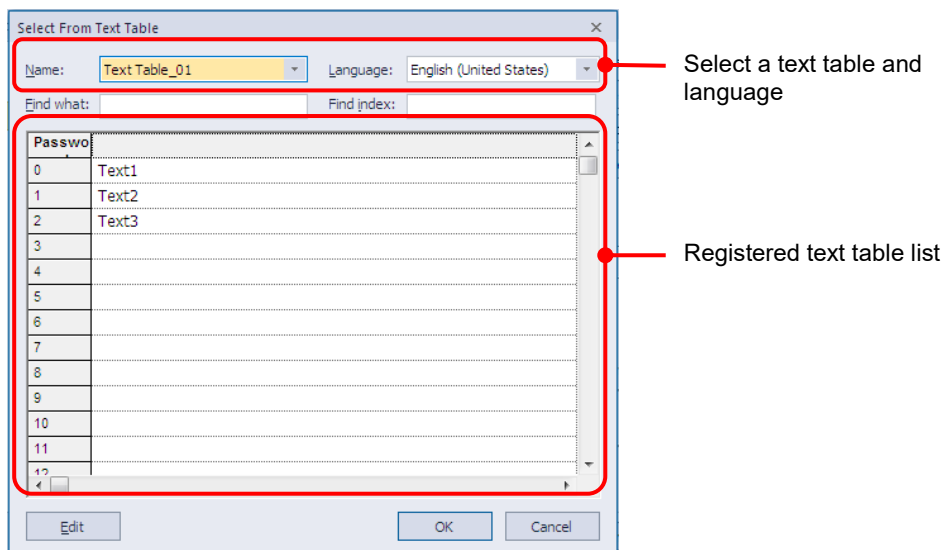 Select From Text Table
Name: Text Table_01 Language: English (United States)
Select a text table and
language
Find what: Find index:
Passwo
0 Text1
1 Text2
2 Text3
3
Registered text table list
4
5
6
7
8
9
10
11
12
Edit OK Cancel